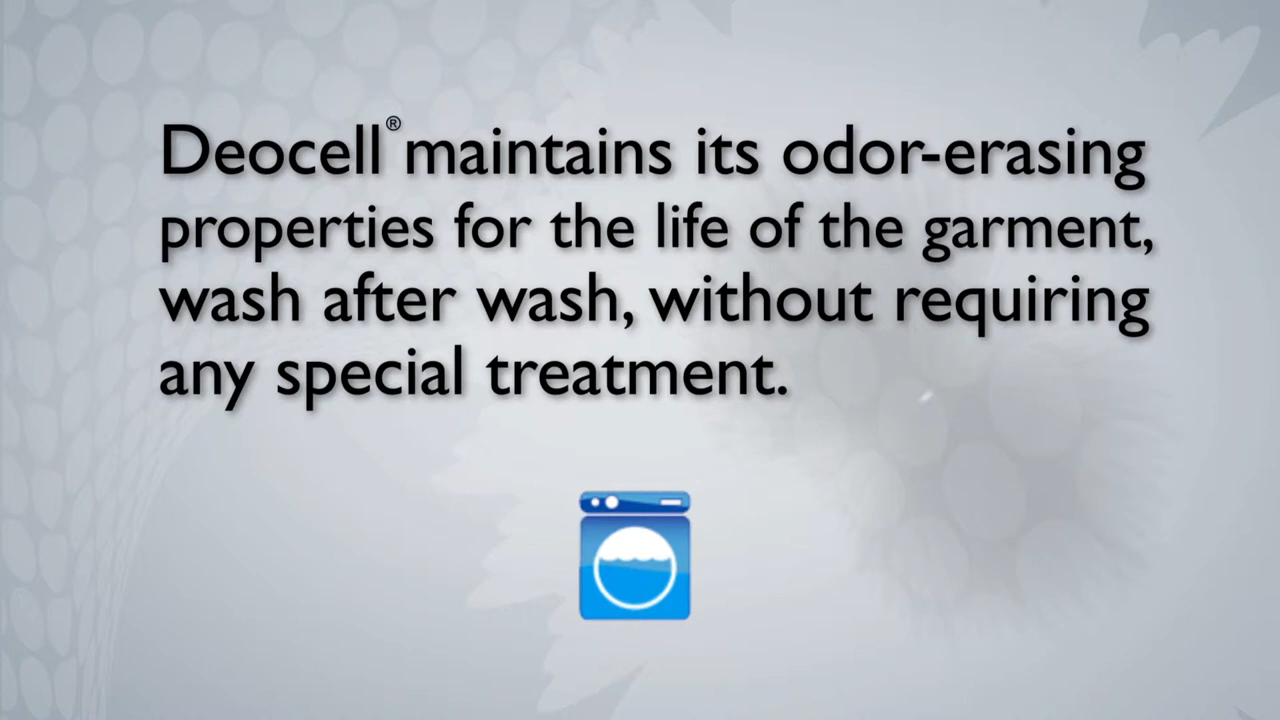 Deocell® maintains its odor-erasing
properties for the life of the garment,
wash after wash, without requiring
any special treatment.